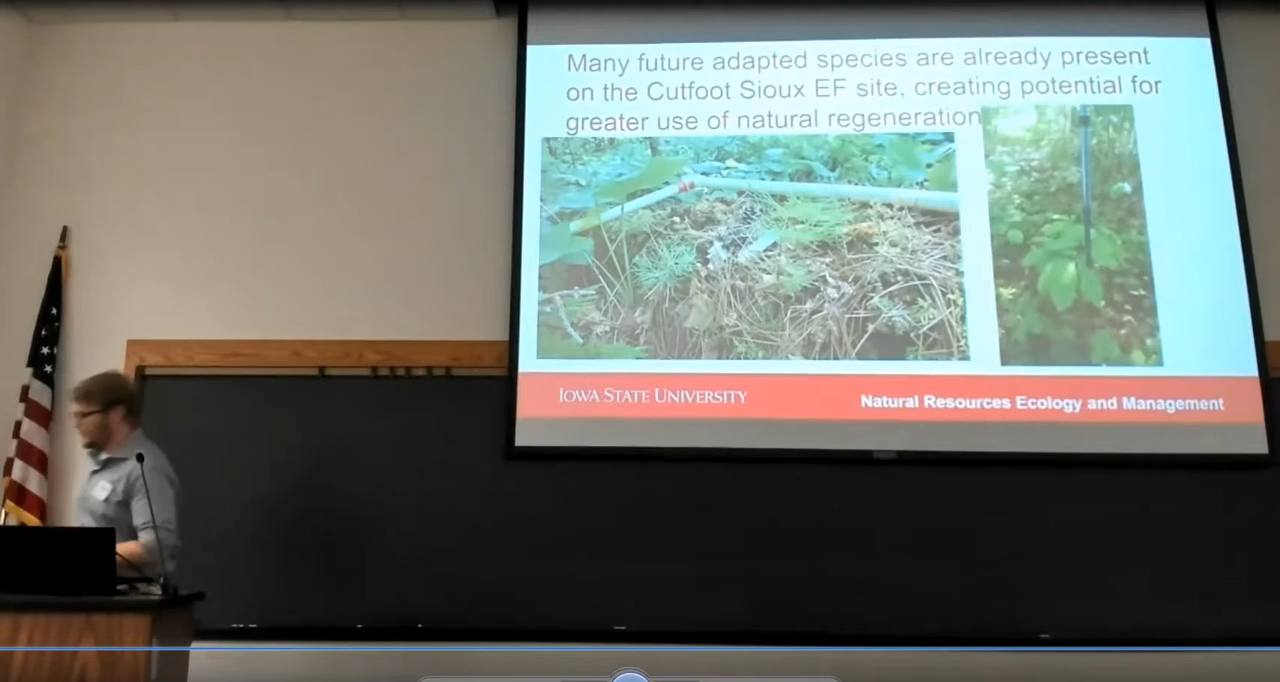 Many future adapted species are already present
on the Cutfoot Sioux EF site, creating potential for
greater use of natural regeneration
IOWA STATE UNIVERSITY
Natural Resources Ecology and Management